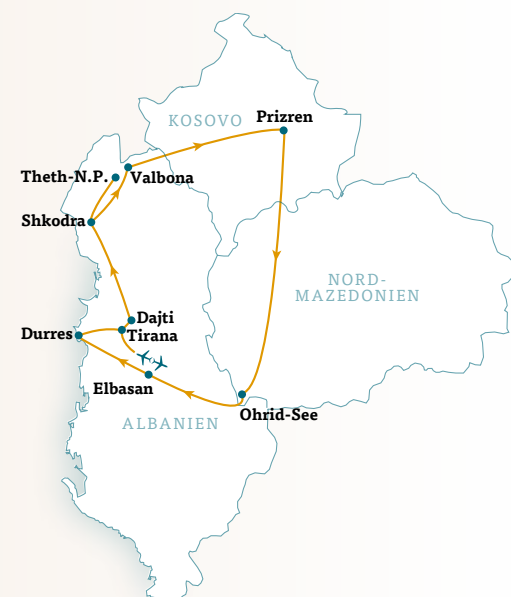 Prizren
KOSOVO
Theth-N.P.
Valbona
Shkodra
NORD-
MAZEDONIEN
Dajti
Durres
Tirana
Elbasan
Ohrid-See
ALBANIEN